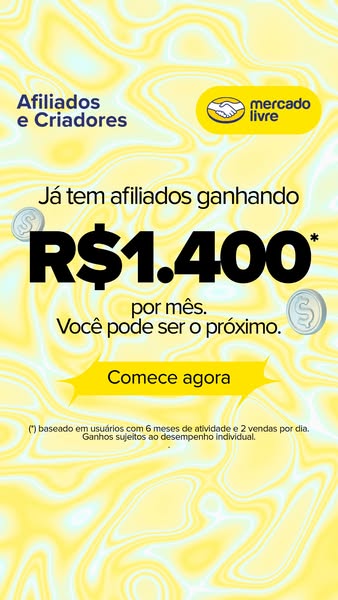 Afiliados
e Criadores
mercado
livre
Já tem afiliados ganhando
R$1.400*
por mês.
Você pode ser o próximo.
Comece agora
(*) baseado em usuários com 6 meses de atividade e 2 vendas por dia.
Ganhos sujeitos ao desempenho individual.
.